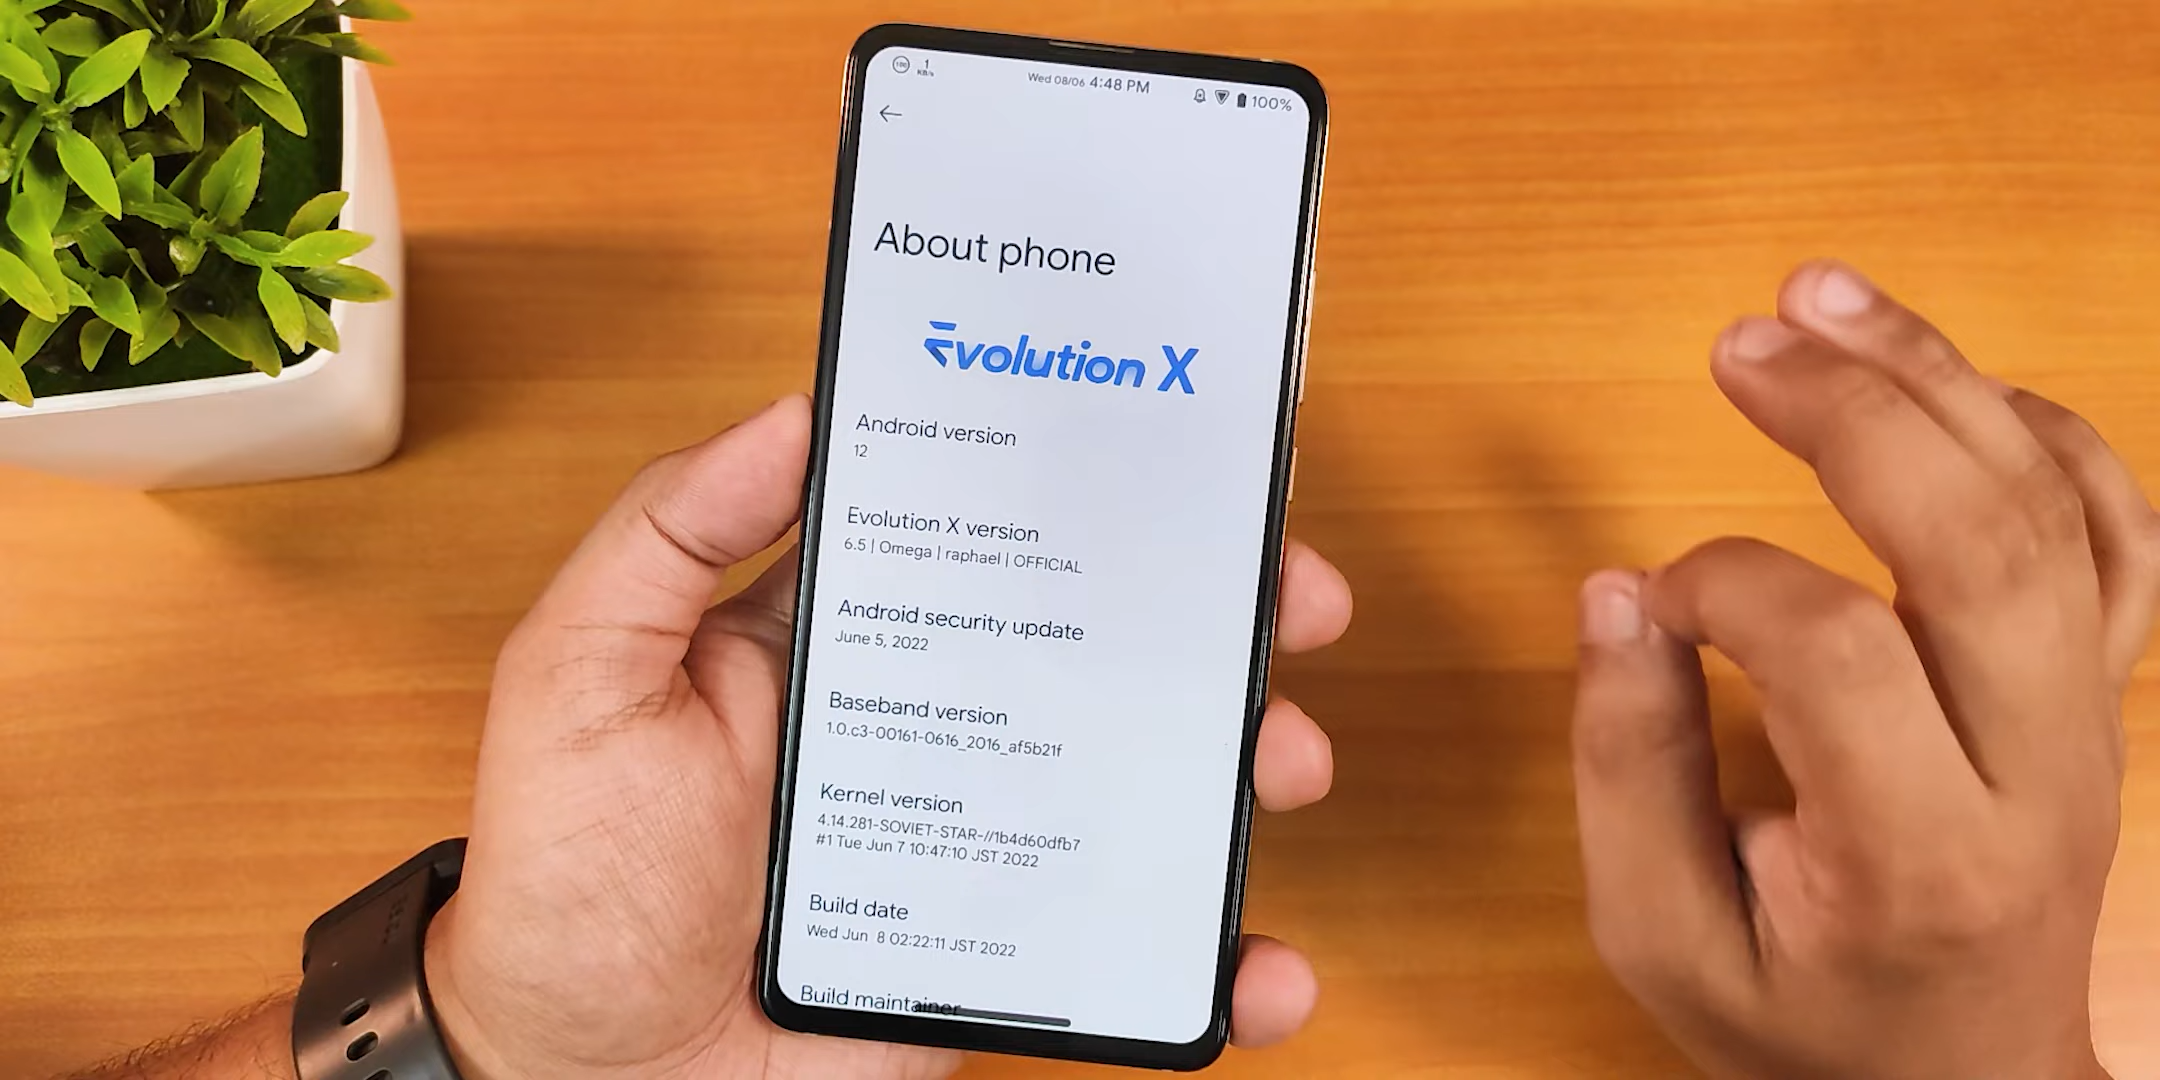 100 1 KB/s Wed 08/06 4:48 PM 100%
About phone
Evolution X
Android version
12
Evolution X version
6.5 | Omega | raphael | OFFICIAL
Android security update
June 5, 2022
Baseband version
1.0.c3-00161-0616_2016_af5b21f
Kernel version
4.14.281-SOVIET-STAR-//1b4d60dfb7
#1 Tue Jun 7 10:47:10 JST 2022
Build date
Wed Jun 8 02:22:11 JST 2022
Build maintainer